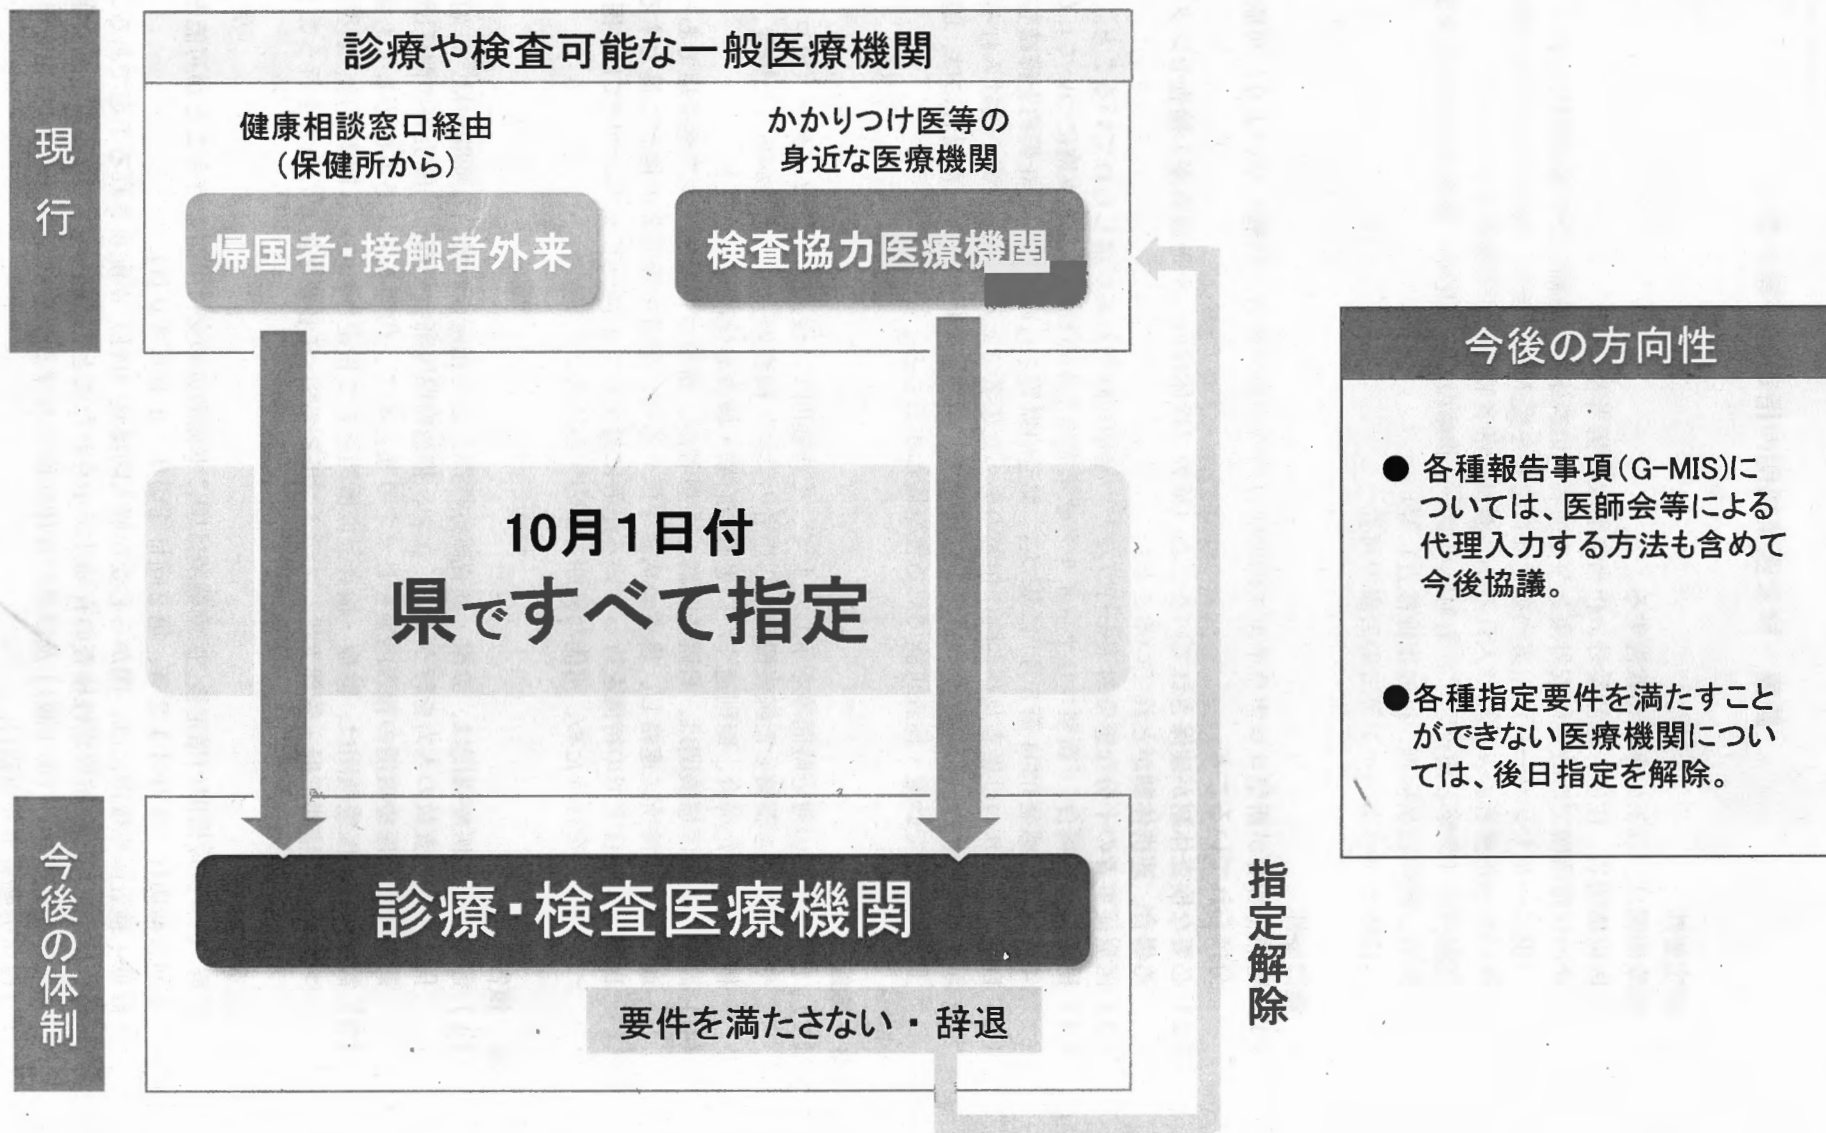 現行
診療や検査可能な一般医療機関
健康相談窓口経由
(保健所から)
帰国者・接触者外来
かかりつけ医等の
身近な医療機関
検査協力医療機関
10月1日付
県ですべて指定
今後の体制
診療・検査医療機関
要件を満たさない・辞退
指定解除
今後の方向性
● 各種報告事項(G-MIS)に
ついては、医師会等による
代理入力する方法も含めて
今後協議。
●各種指定要件を満たすこと
ができない医療機関につい
ては、後日指定を解除。